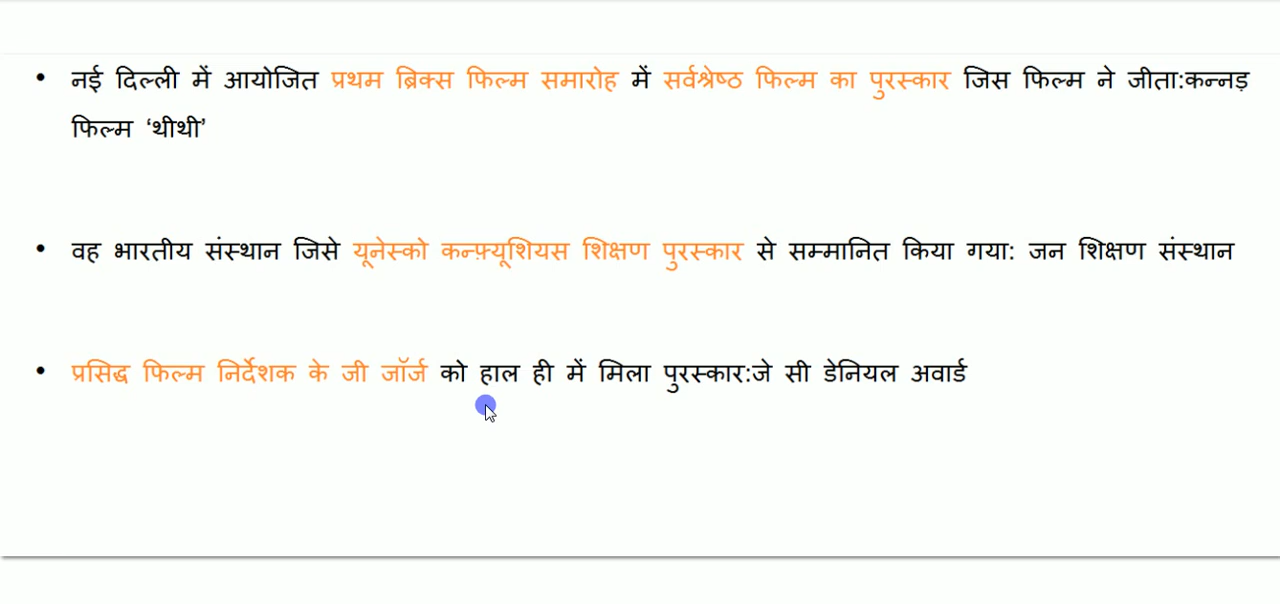 • नई दिल्ली में आयोजित प्रथम ब्रिक्स फिल्म समारोह में सर्वश्रेष्ठ फिल्म का पुरस्कार जिस फिल्म ने जीता:कन्नड़
फिल्म ‘थीथी’
• वह भारतीय संस्थान जिसे यूनेस्को कन्फ़्यूशियस शिक्षण पुरस्कार से सम्मानित किया गया: जन शिक्षण संस्थान
• प्रसिद्ध फिल्म निर्देशक के जी जॉर्ज को हाल ही में मिला पुरस्कार:जे सी डेनियल अवार्ड